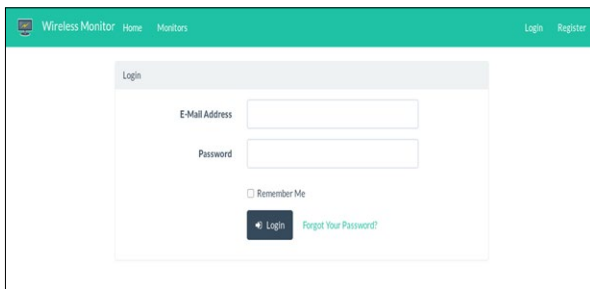 Wireless Monitor Home Monitors Login Register
Login
E-Mail Address
Password
Remember Me
Login Forgot Your Password?